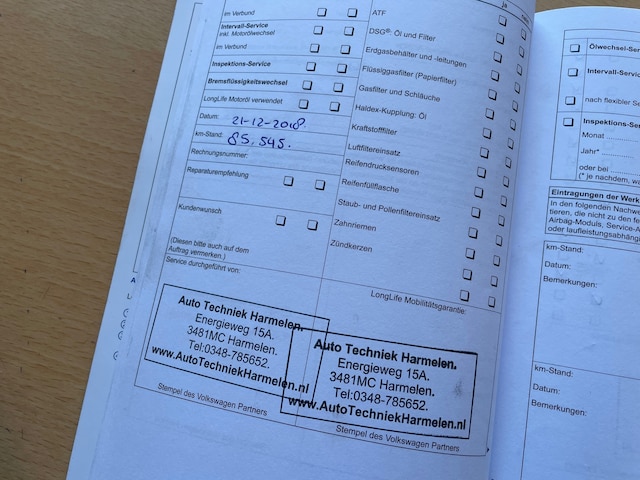 im Verbund
Intervall-Service
inkl. Motorölwechsel
im Verbund
Inspektions-Service
Bremsflüssigkeitswechsel
LongLife Motoröl verwendet
Datum: 21-12-2018.
km-Stand: 85.545.
Rechnungsnummer:
Reparaturempfehlung
Kundenwunsch
(Diesen bitte auch auf dem
Auftrag vermerken.)
Service durchgeführt von:
ja
ATF
DSG®: Öl und Filter
Erdgasbehälter und -leitungen
Flüssiggasfilter (Papierfilter)
Gasfilter und Schläuche
Haldex-Kupplung: Öl
Kraftstofffilter
Luftfiltereinsatz
Reifendrucksensoren
Reifenfüllflasche
Staub- und Pollenfiltereinsatz
Zahnriemen
Zündkerzen
LongLife Mobilitätsgarantie:
Auto Techniek Harmelen.
Energieweg 15A.
3481MC Harmelen.
Tel:0348-785652.
www.AutoTechniekHarmelen.nl
Stempel des Volkswagen Partners
Auto Techniek Harmelen.
Energieweg 15A.
3481MC Harmelen.
Tel:0348-785652.
www.AutoTechniekHarmelen.nl
Stempel des Volkswagen Partners
Ölwechsel-Serv
Intervall-Service
nach flexibler Se
Inspektions-Serv
Monat
Jahr*
oder bei
(* je nachdem, wa
Eintragungen der Werk
In den folgenden Nachwe
tieren, die nicht zu den fe
Airbag-Moduls, Service-A
oder laufleistungsabhäng
km-Stand:
Datum:
Bemerkungen:
km-Stand:
Datum:
Bemerkungen: